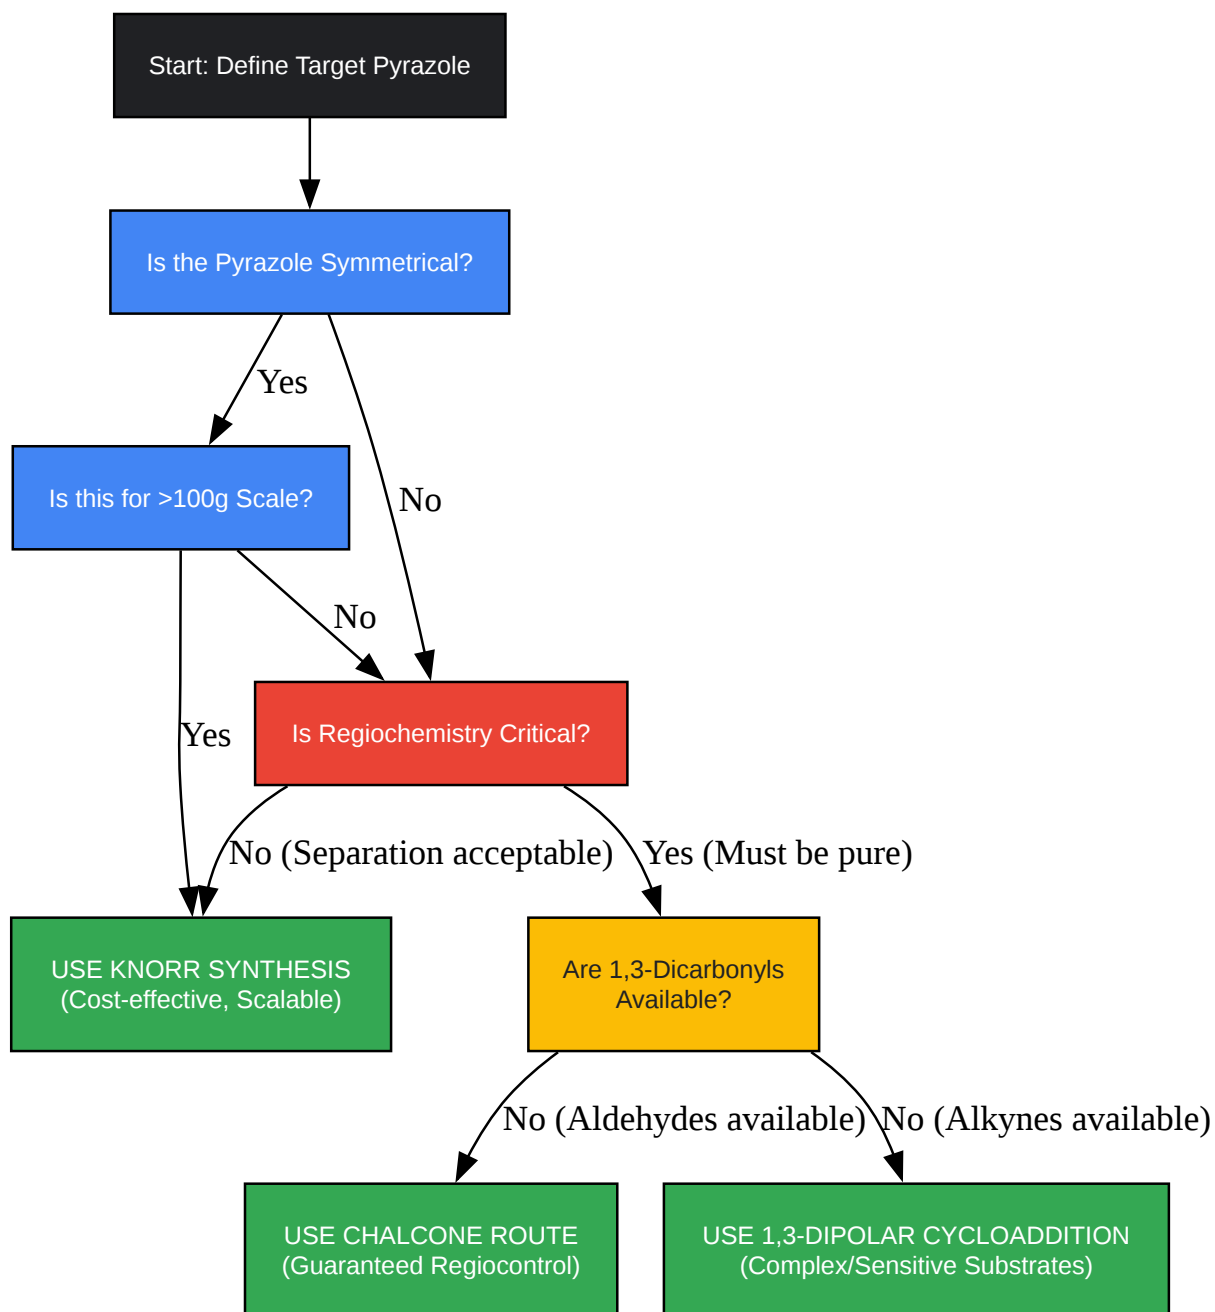 Start: Define Target Pyrazole
Is the Pyrazole Symmetrical?
Yes
Is this for >100g Scale?
No
No
Is Regiochemistry Critical?
Yes
No (Separation acceptable)
Yes (Must be pure)
USE KNORR SYNTHESIS
(Cost-effective, Scalable)
Are 1,3-Dicarbonyls
Available?
No (Aldehydes available)
No (Alkynes available)
USE CHALCONE ROUTE
(Guaranteed Regiocontrol)
USE 1,3-DIPOLAR CYCLOADDITION
(Complex/Sensitive Substrates)